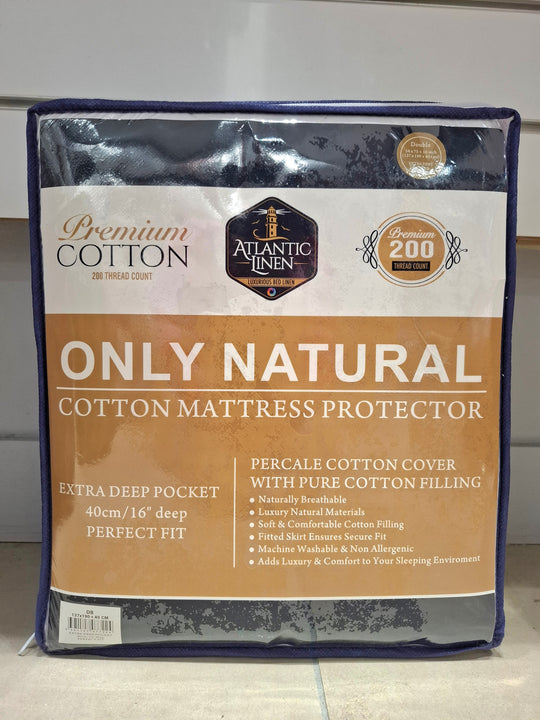 Double
Premium
COTTON
200 THREAD COUNT
ATLANTIC
LINEN
LUXURIOUS BED LINEN
Premium
200
THREAD COUNT
ONLY NATURAL
COTTON MATTRESS PROTECTOR
EXTRA DEEP POCKET
40cm/16" deep
PERFECT FIT
PERCALE COTTON COVER
WITH PURE COTTON FILLING
● Naturally Breathable
● Luxury Natural Materials
● Soft & Comfortable Cotton Filling
● Fitted Skirt Ensures Secure Fit
● Machine Washable & Non Allergenic
● Adds Luxury & Comfort to Your Sleeping Enviroment
DB
137x190 + 40 CM